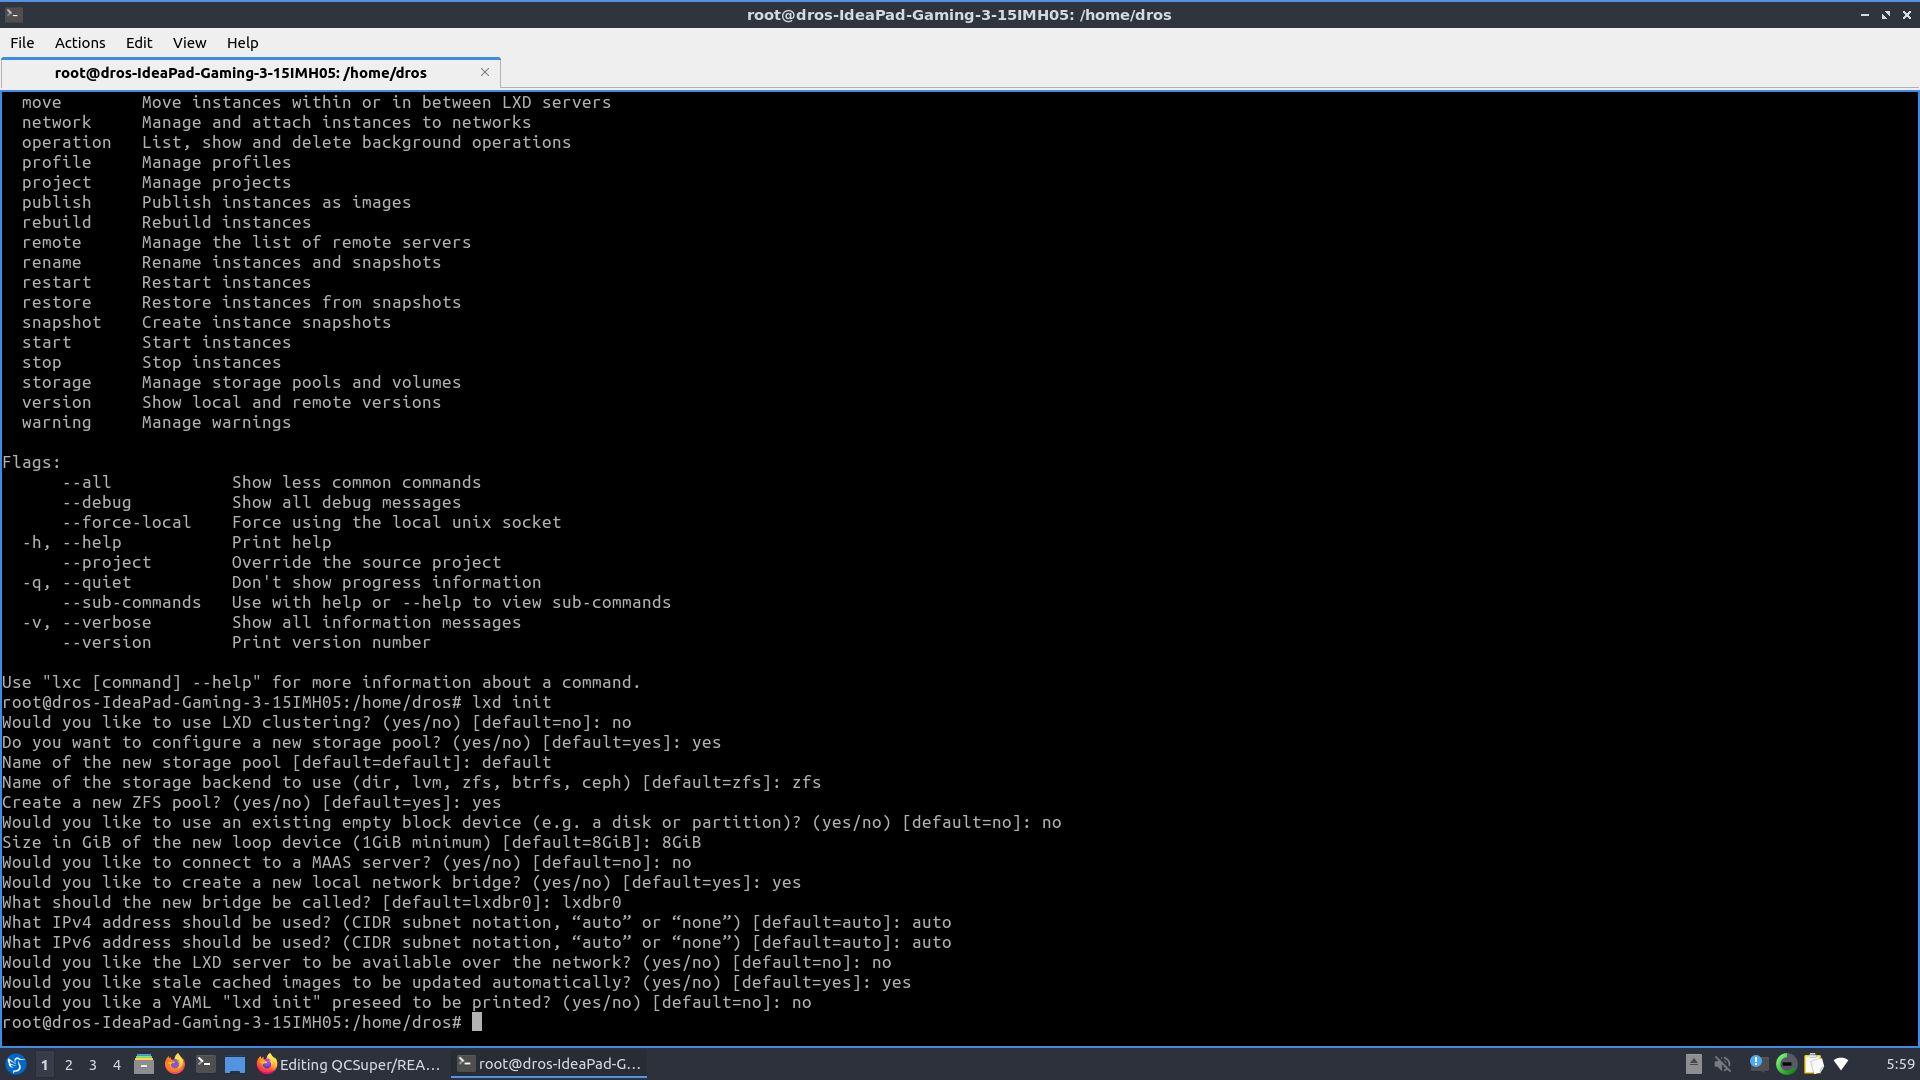 root@dros-IdeaPad-Gaming-3-15IMH05: /home/dros
File Actions Edit View Help
root@dros-IdeaPad-Gaming-3-15IMH05: /home/dros
move Move instances within or in between LXD servers
network Manage and attach instances to networks
operation List, show and delete background operations
profile Manage profiles
project Manage projects
publish Publish instances as images
rebuild Rebuild instances
remote Manage the list of remote servers
rename Rename instances and snapshots
restart Restart instances
restore Restore instances from snapshots
snapshot Create instance snapshots
start Start instances
stop Stop instances
storage Manage storage pools and volumes
version Show local and remote versions
warning Manage warnings
Flags:
--all Show less common commands
--debug Show all debug messages
--force-local Force using the local unix socket
-h, --help Print help
--project Override the source project
-q, --quiet Don't show progress information
--sub-commands Use with help or --help to view sub-commands
-v, --verbose Show all information messages
--version Print version number
Use "lxc [command] --help" for more information about a command.
root@dros-IdeaPad-Gaming-3-15IMH05:/home/dros# lxd init
Would you like to use LXD clustering? (yes/no) [default=no]: no
Do you want to configure a new storage pool? (yes/no) [default=yes]: yes
Name of the new storage pool [default=default]: default
Name of the storage backend to use (dir, lvm, zfs, btrfs, ceph) [default=zfs]: zfs
Create a new ZFS pool? (yes/no) [default=yes]: yes
Would you like to use an existing empty block device (e.g. a disk or partition)? (yes/no) [default=no]: no
Size in GiB of the new loop device (1GiB minimum) [default=8GiB]: 8GiB
Would you like to connect to a MAAS server? (yes/no) [default=no]: no
Would you like to create a new local network bridge? (yes/no) [default=yes]: yes
What should the new bridge be called? [default=lxdbr0]: lxdbr0
What IPv4 address should be used? (CIDR subnet notation, “auto” or “none”) [default=auto]: auto
What IPv6 address should be used? (CIDR subnet notation, “auto” or “none”) [default=auto]: auto
Would you like the LXD server to be available over the network? (yes/no) [default=no]: no
Would you like stale cached images to be updated automatically? (yes/no) [default=yes]: yes
Would you like a YAML "lxd init" preseed to be printed? (yes/no) [default=no]: no
root@dros-IdeaPad-Gaming-3-15IMH05:/home/dros#
1 2 3 4 Editing QCSuper/REA... root@dros-IdeaPad-G... 5:59